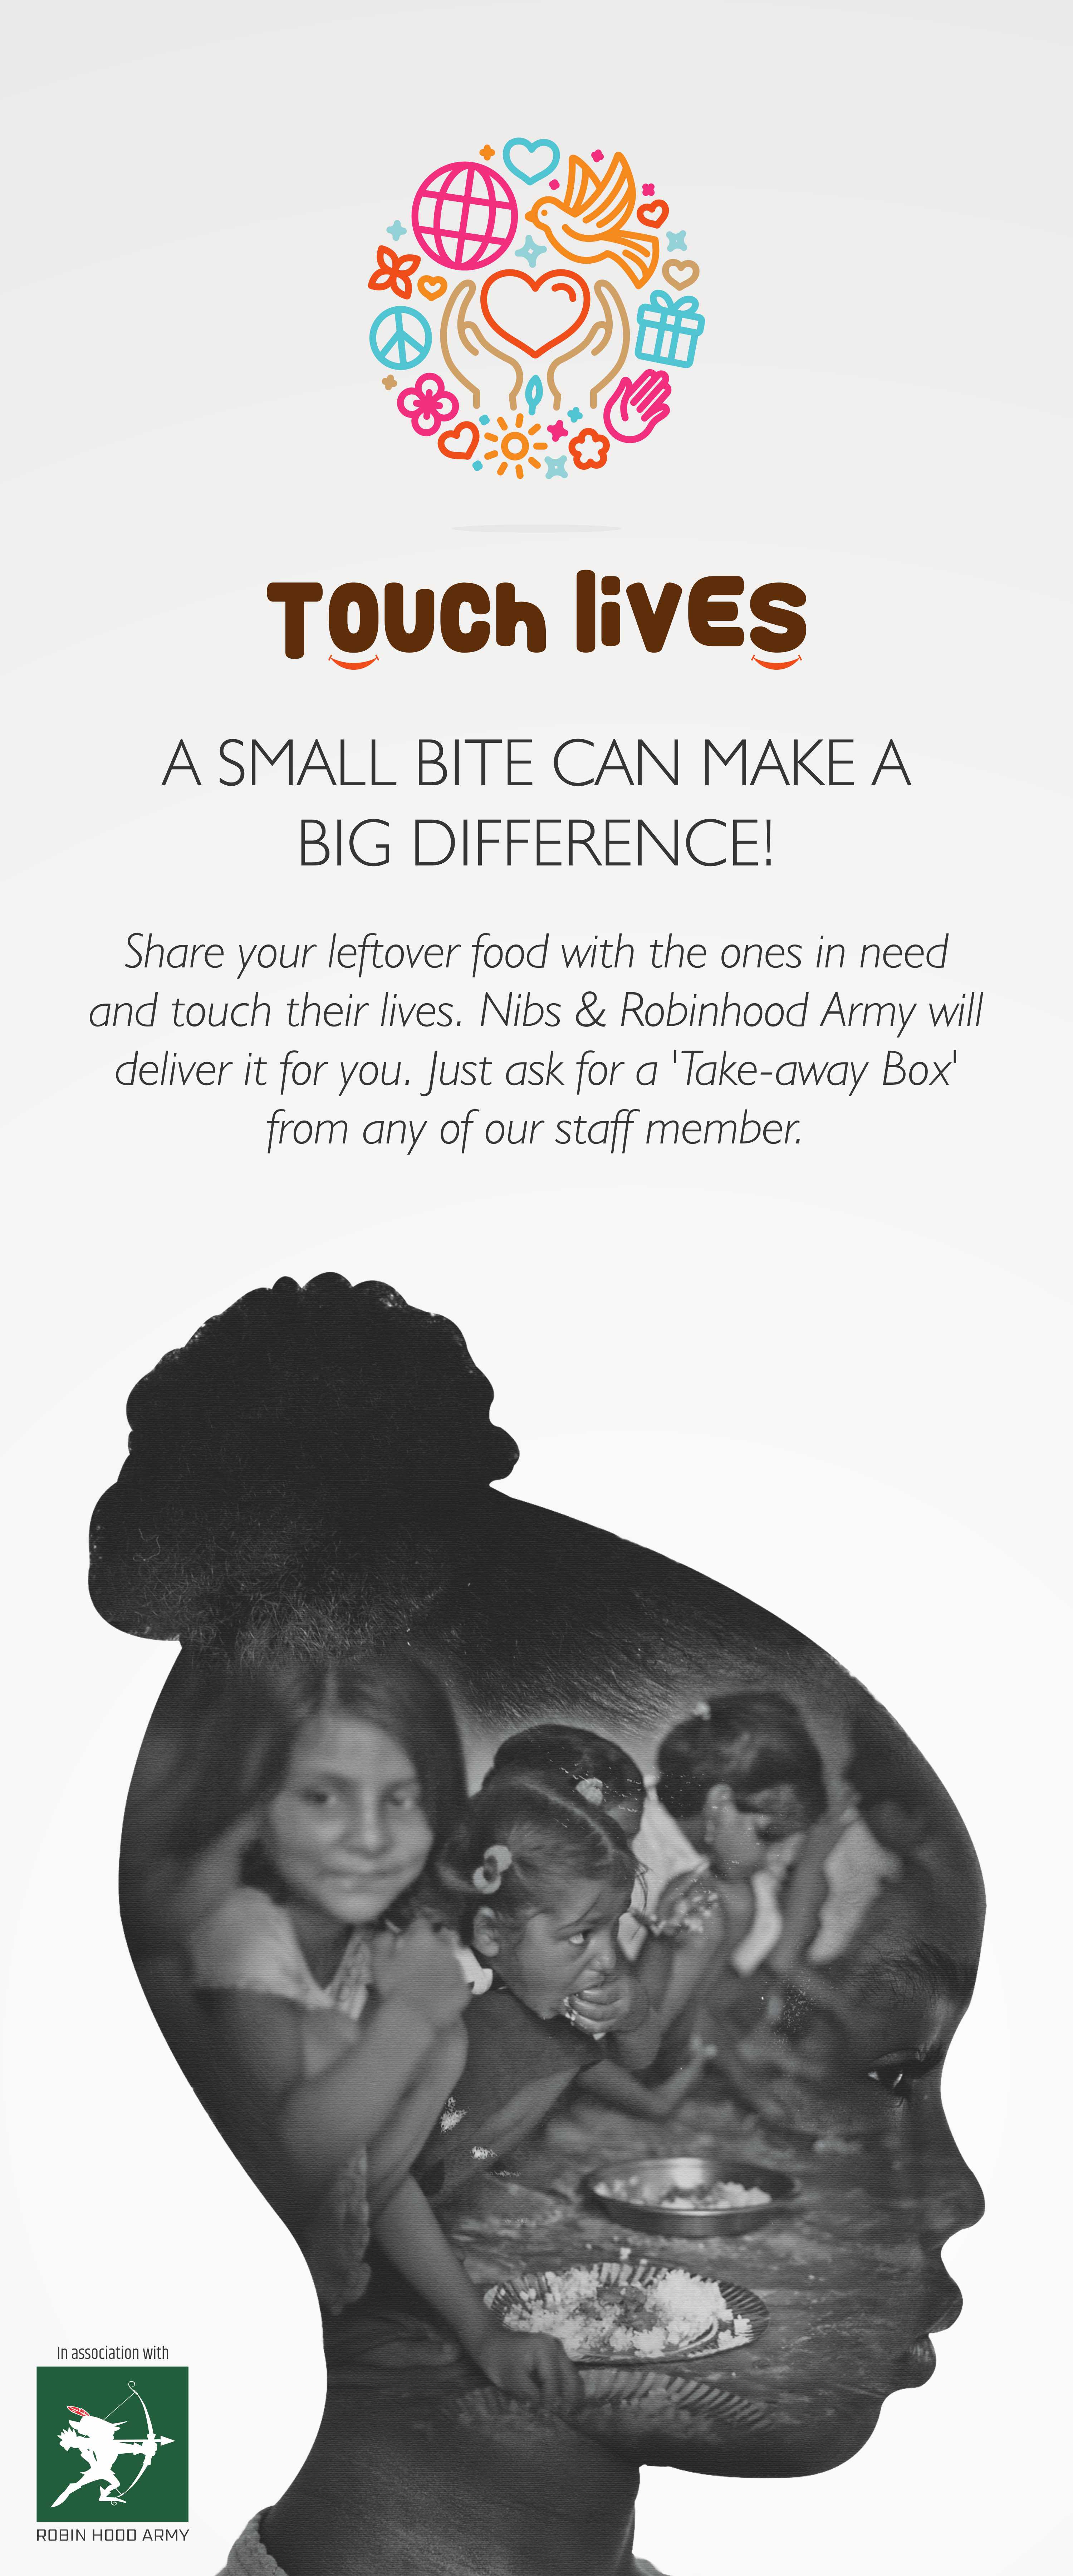 Touch lives
A SMALL BITE CAN MAKE A
BIG DIFFERENCE!
Share your leftover food with the ones in need
and touch their lives. Nibs & Robinhood Army will
deliver it for you. Just ask for a 'Take-away Box'
from any of our staff member.
In association with
ROBIN HOOD ARMY